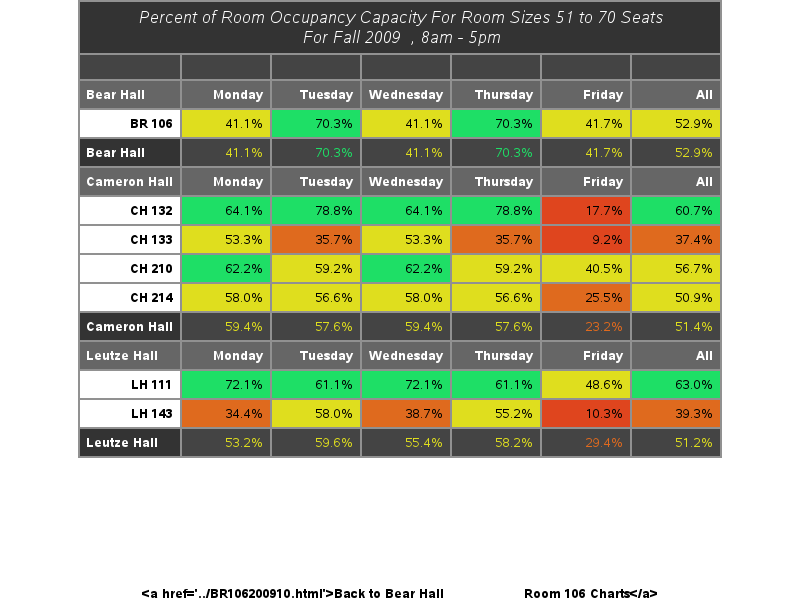 Percent of Room Occupancy Capacity For Room Sizes 51 to 70 Seats
For Fall 2009 , 8am - 5pm
Bear Hall Monday Tuesday Wednesday Thursday Friday All
BR 106 41.1% 70.3% 41.1% 70.3% 41.7% 52.9%
Bear Hall 41.1% 70.3% 41.1% 70.3% 41.7% 52.9%
Cameron Hall Monday Tuesday Wednesday Thursday Friday All
CH 132 64.1% 78.8% 64.1% 78.8% 17.7% 60.7%
CH 133 53.3% 35.7% 53.3% 35.7% 9.2% 37.4%
CH 210 62.2% 59.2% 62.2% 59.2% 40.5% 56.7%
CH 214 58.0% 56.6% 58.0% 56.6% 25.5% 50.9%
Cameron Hall 59.4% 57.6% 59.4% 57.6% 23.2% 51.4%
Leutze Hall Monday Tuesday Wednesday Thursday Friday All
LH 111 72.1% 61.1% 72.1% 61.1% 48.6% 63.0%
LH 143 34.4% 58.0% 38.7% 55.2% 10.3% 39.3%
Leutze Hall 53.2% 59.6% 55.4% 58.2% 29.4% 51.2%
<a href='../BR106200910.html'>Back to Bear Hall Room 106 Charts</a>